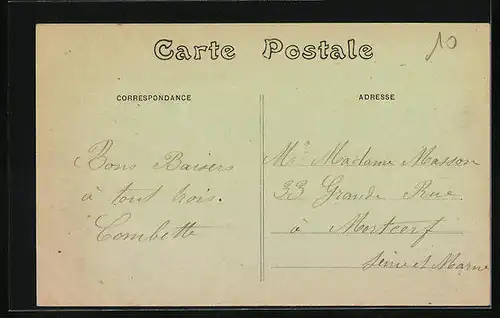 Carte Postale
10
CORRESPONDANCE
ADRESSE
Bons Baisers
à tout trois.
Combette
Mr Madame Masson
33 Grande Rue
à Mortcerf
Seine et Marne